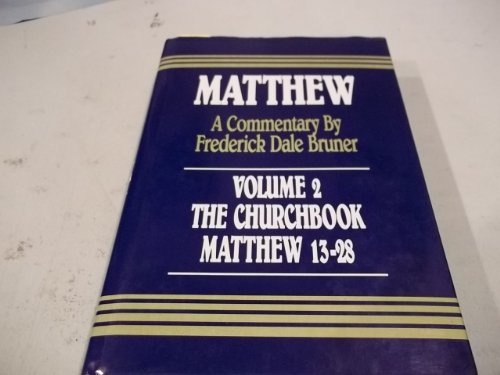 MATTHEW
A Commentary By
Frederick Dale Bruner
VOLUME 2
THE CHURCHBOOK
MATTHEW 13-28